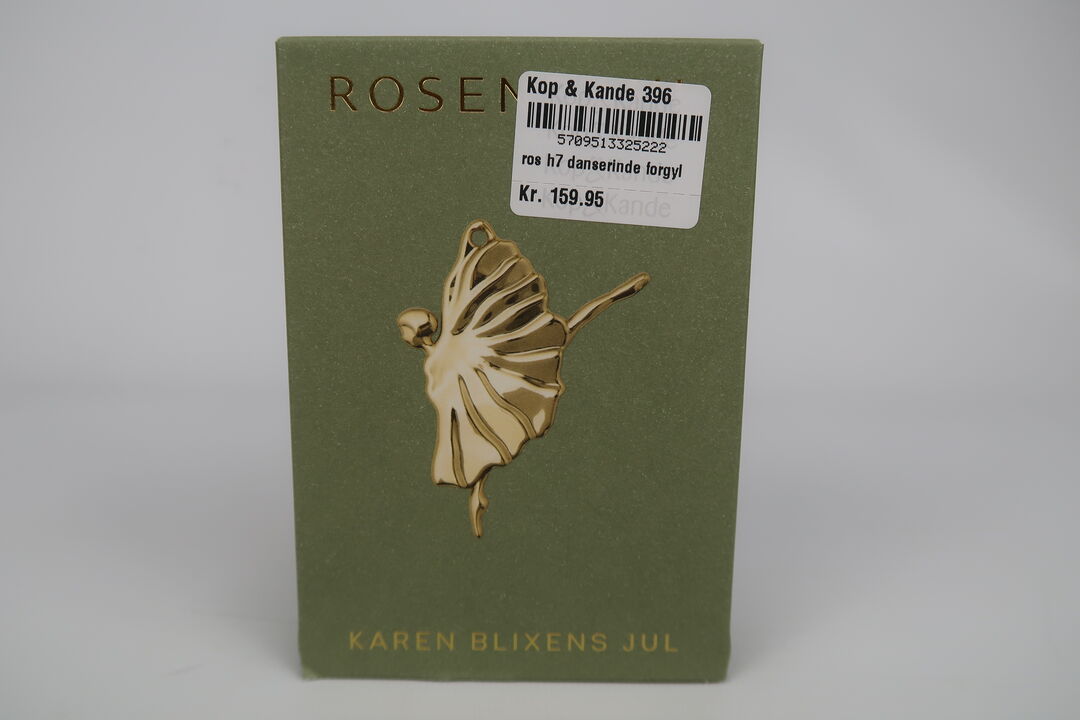 ROSEN
Kop & Kande 396
5709513325222
ros h7 danserinde forgyl
Kr. 159.95
KAREN BLIXENS JUL